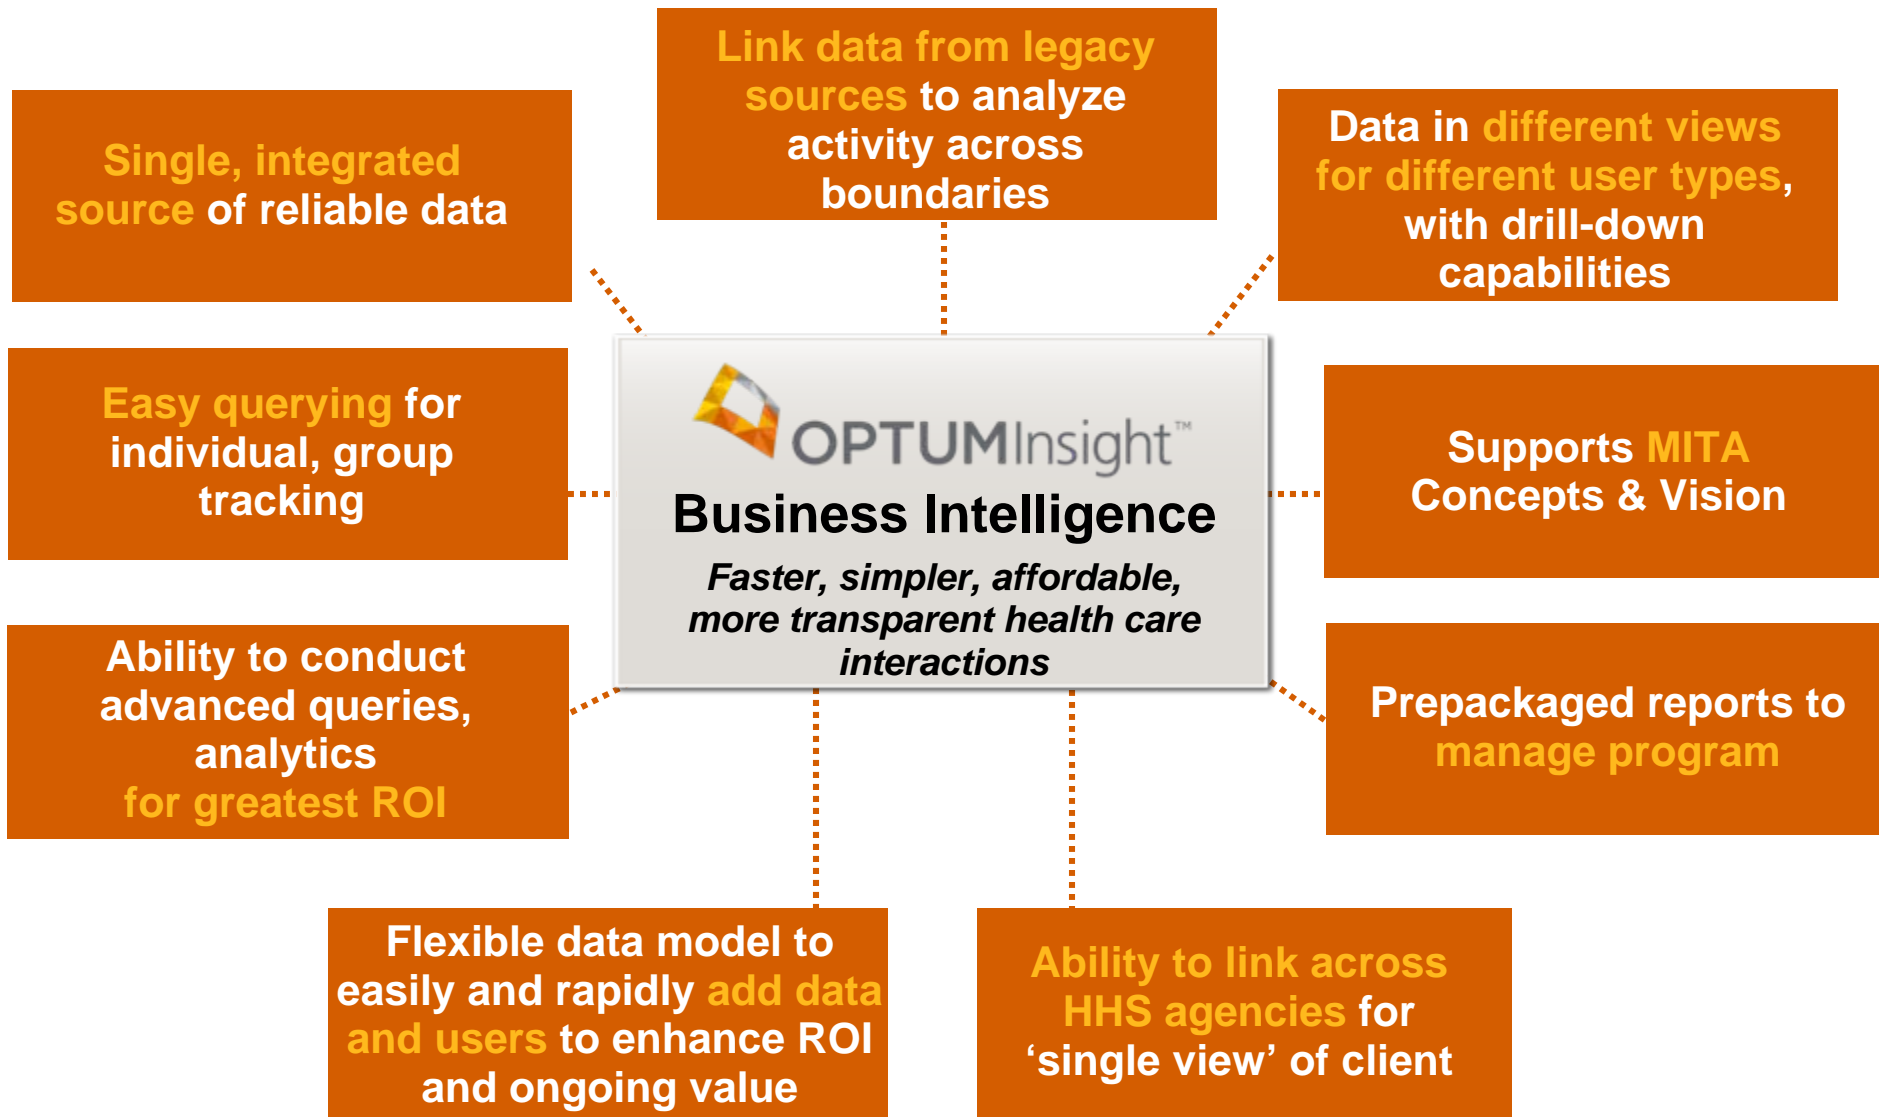 Link data from legacy
sources to analyze
activity across
boundaries
Single, integrated
source of reliable data
Data in different views
for different user types,
with drill-down
capabilities
Easy querying for
individual, group
tracking
OPTUMInsight™
Business Intelligence
Faster, simpler, affordable,
more transparent health care
interactions
Supports MITA
Concepts & Vision
Ability to conduct
advanced queries,
analytics
for greatest ROI
Prepackaged reports to
manage program
Flexible data model to
easily and rapidly add data
and users to enhance ROI
and ongoing value
Ability to link across
HHS agencies for
‘single view’ of client